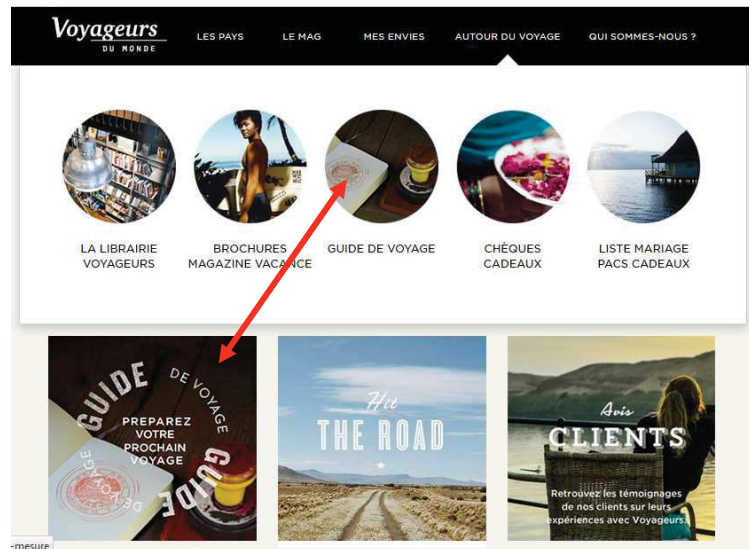 Voyageurs
DU MONDE
LES PAYS
LE MAG
MES ENVIES
AUTOUR DU VOYAGE
QUI SOMMES-NOUS ?
LA LIBRAIRIE
VOYAGEURS
BROCHURES
MAGAZINE VACANCE
GUIDE DE VOYAGE
CHÈQUES
CADEAUX
LISTE MARIAGE
PACS CADEAUX
GUIDE DE VOYAGE
GUIDE DE VOYAGE
PREPAREZ
VOTRE
PROCHAIN
VOYAGE
Hit
THE ROAD
Avis
CLIENTS
Retrouvez les témoignages
de nos clients sur leurs
expériences avec Voyageurs.
-mesure